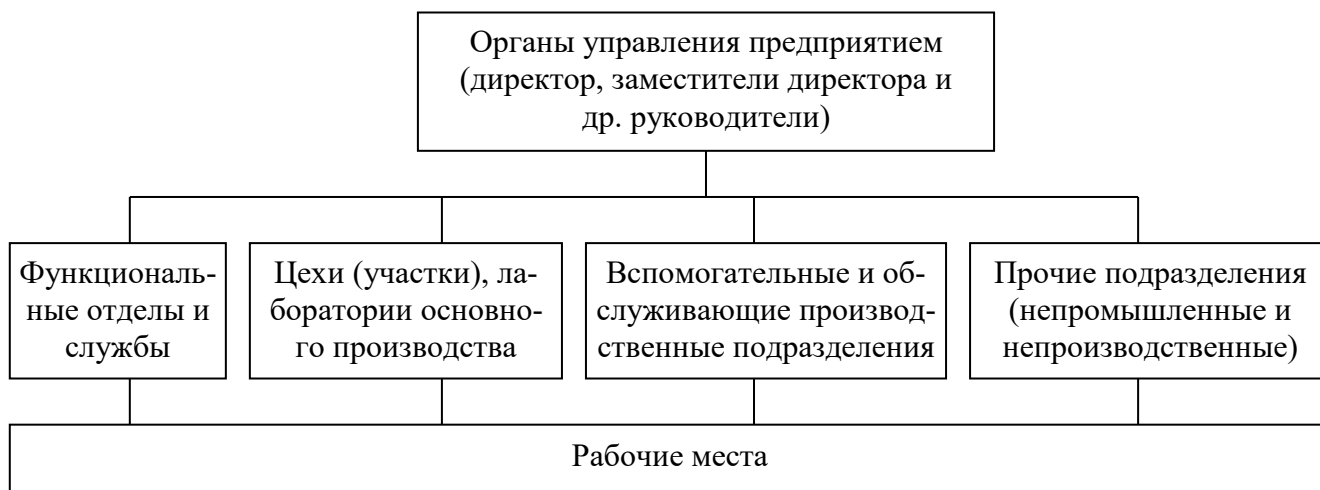 Органы управления предприятием
(директор, заместители директора и
др. руководители)
Функциональ-
ные отделы и
службы
Цехи (участки), ла-
боратории основно-
го производства
Вспомогательные и об-
служивающие производ-
ственные подразделения
Прочие подразделения
(непромышленные и
непроизводственные)
Рабочие места